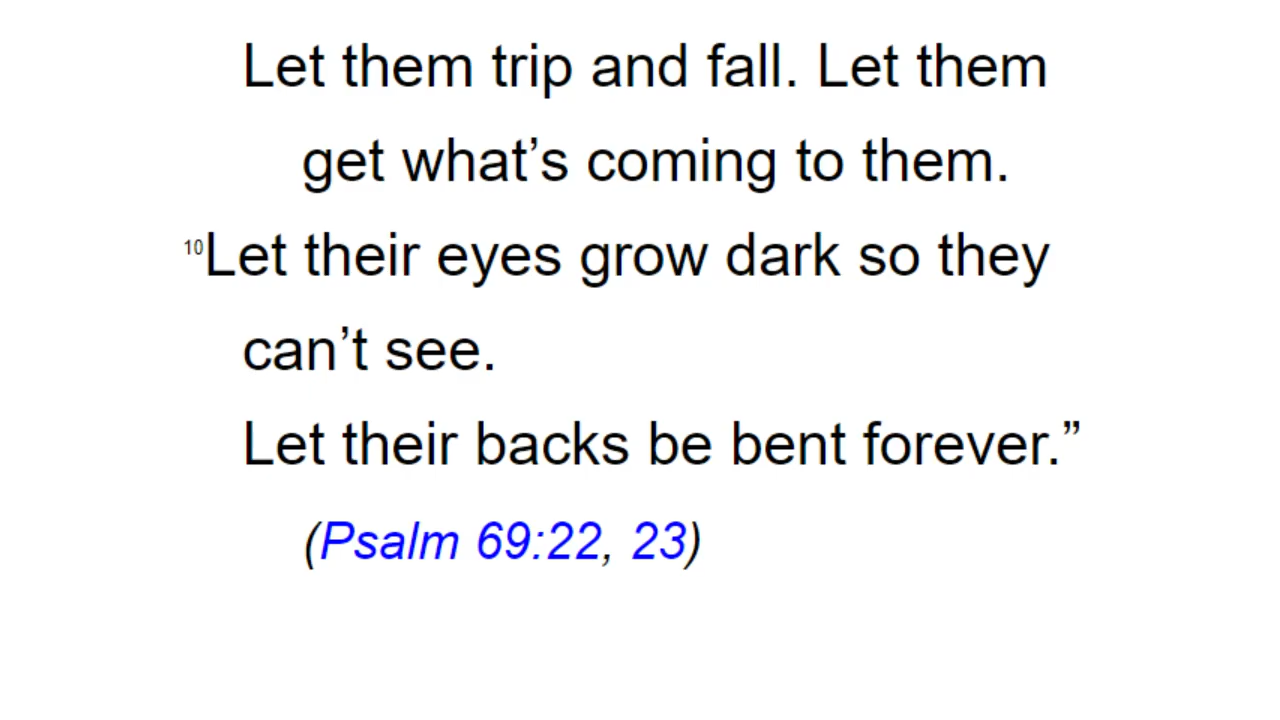 Let them trip and fall. Let them
get what’s coming to them.
10Let their eyes grow dark so they
can’t see.
Let their backs be bent forever.”
(Psalm 69:22, 23)